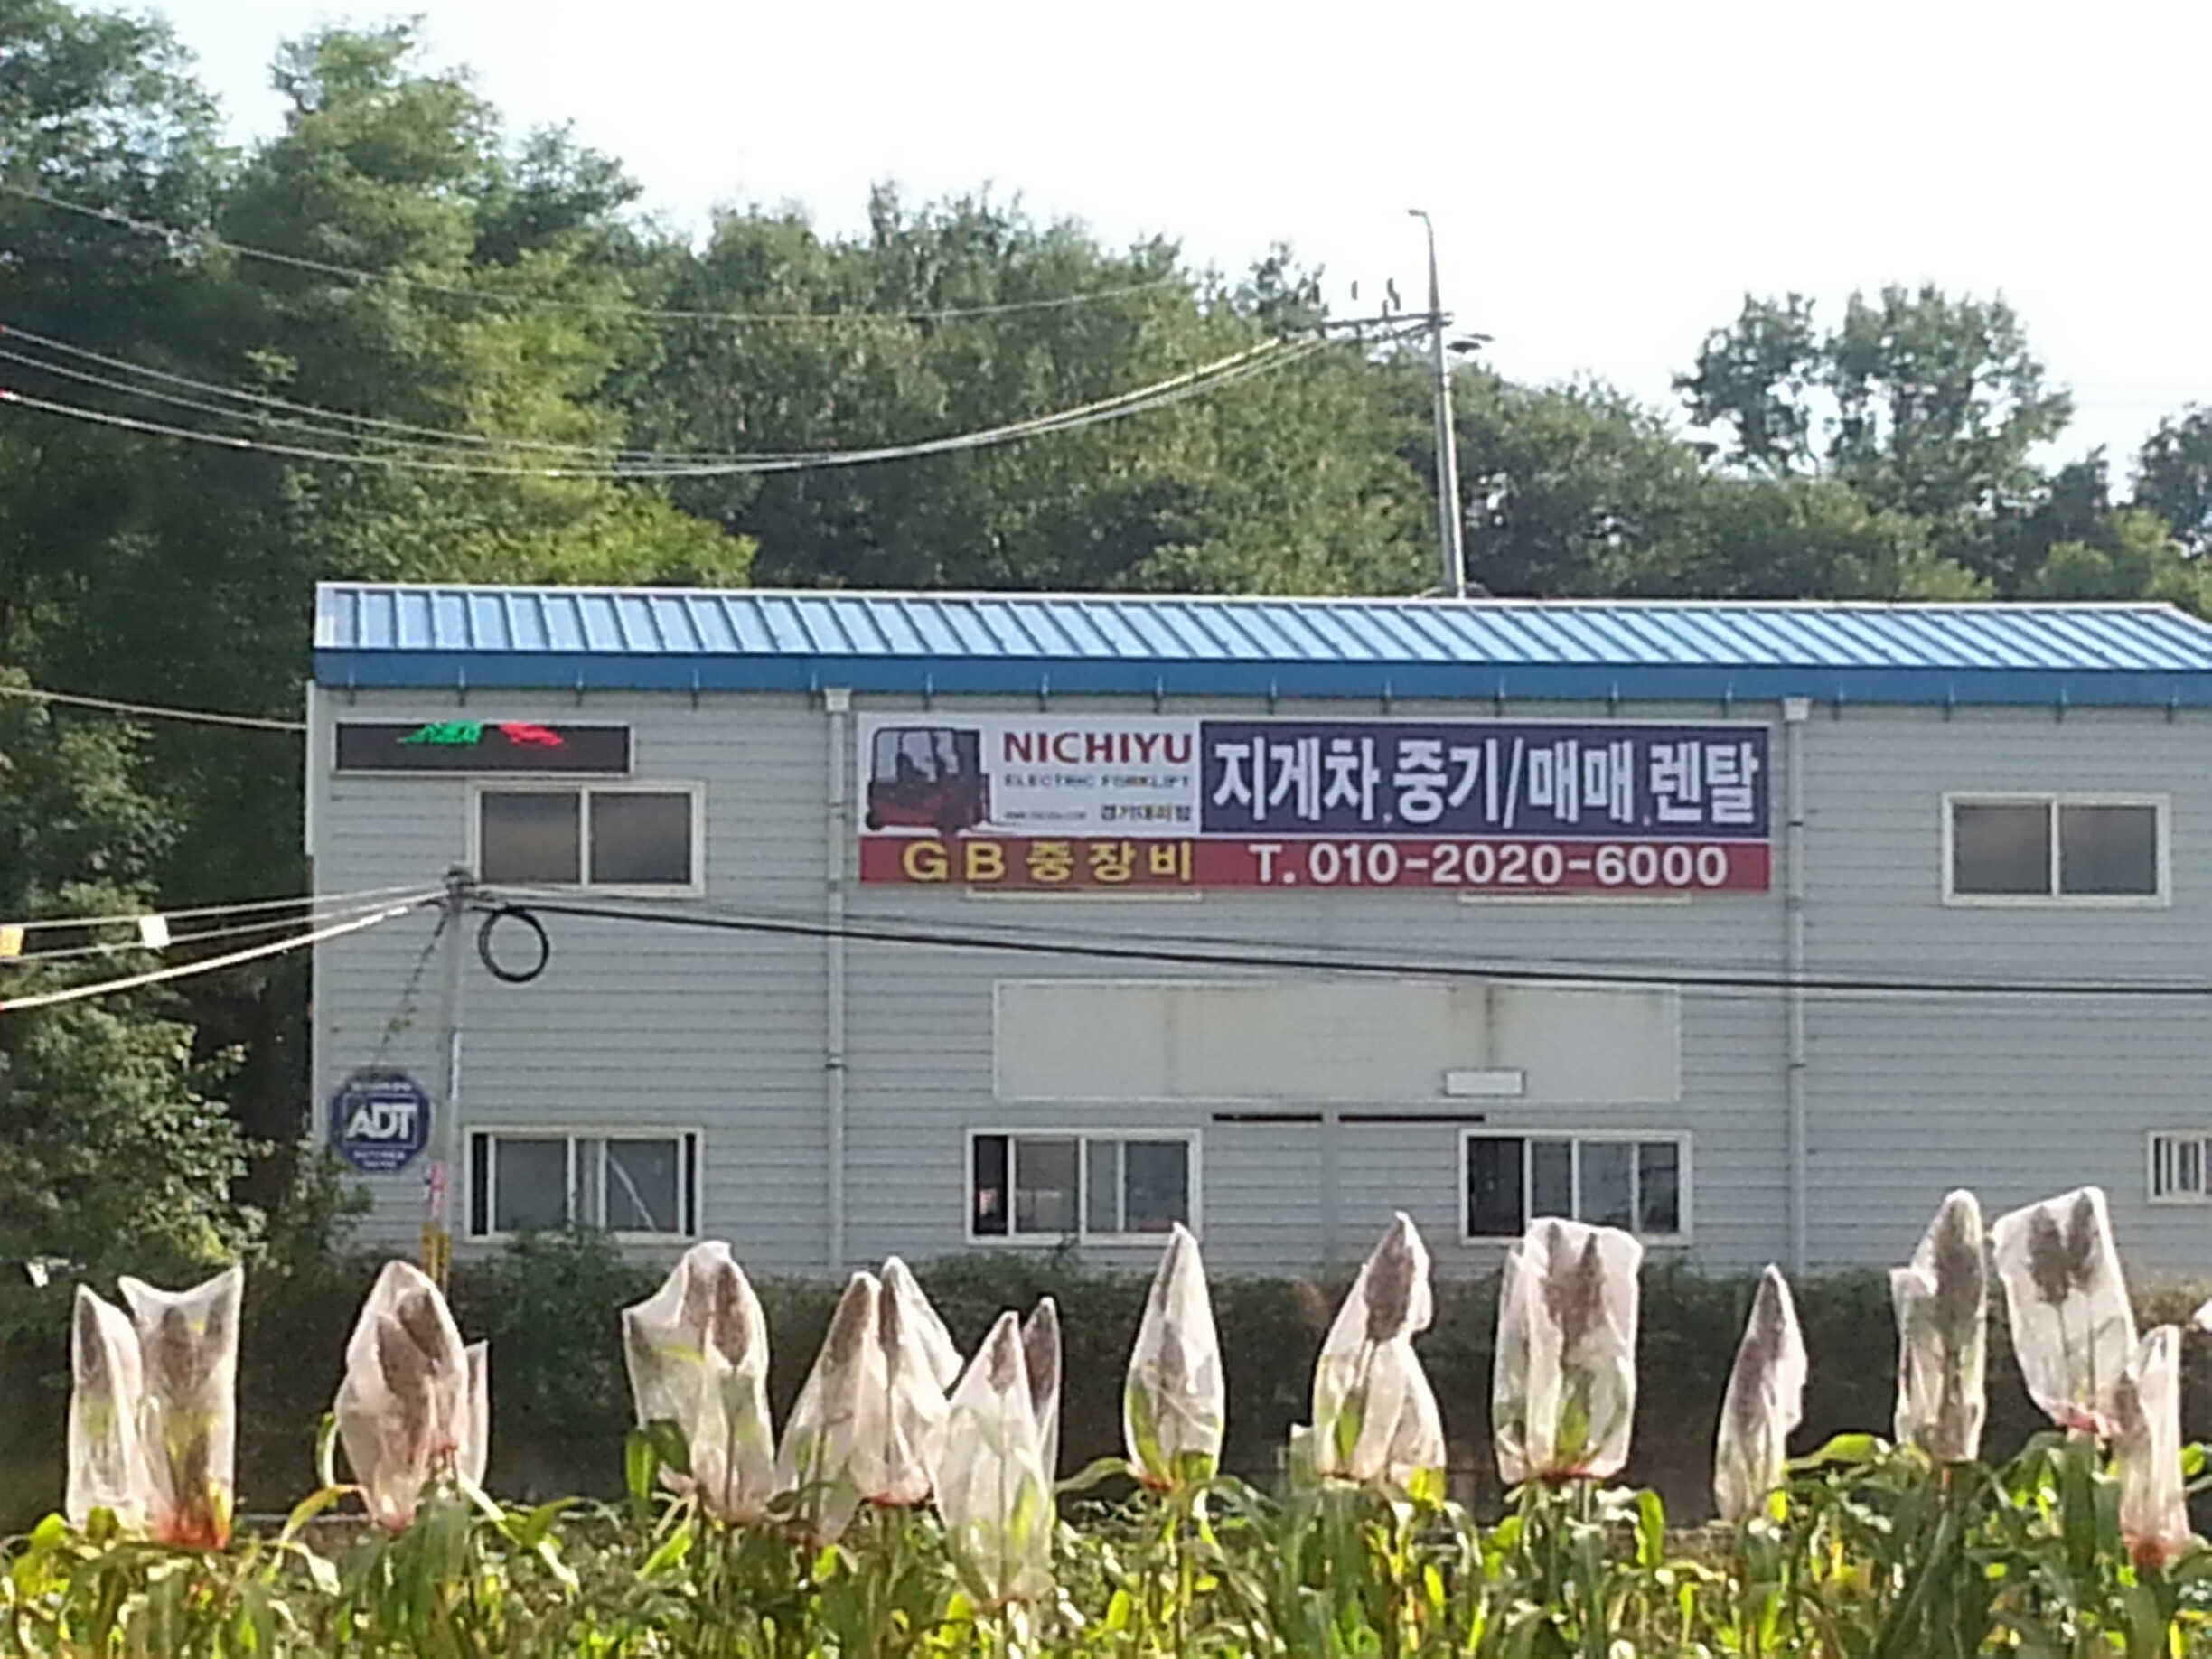 NICHIYU
ELECTRIC FORKLIFT
경기대리점
지게차.중기/매매.렌탈
GB 중장비 T. 010-2020-6000
ADT